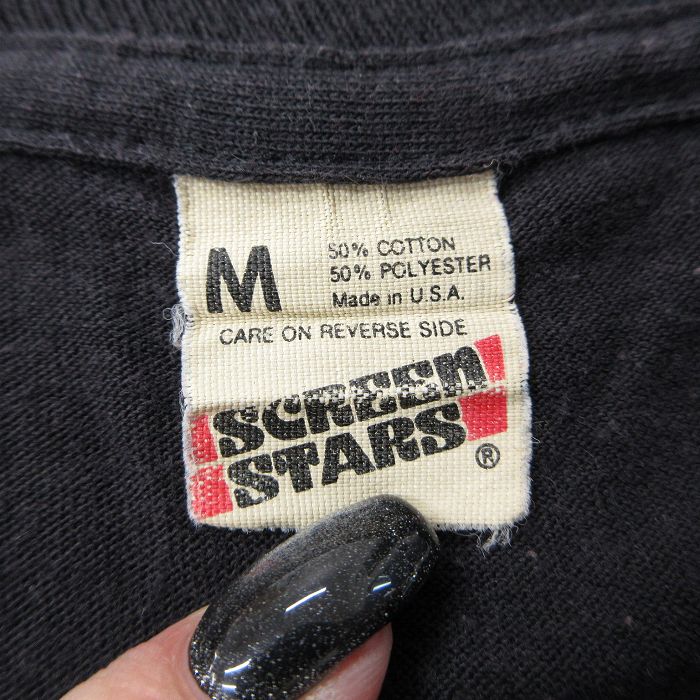 M
50% COTTON
50% POLYESTER
Made in U.S.A.
CARE ON REVERSE SIDE
SCREEN
STARS
®